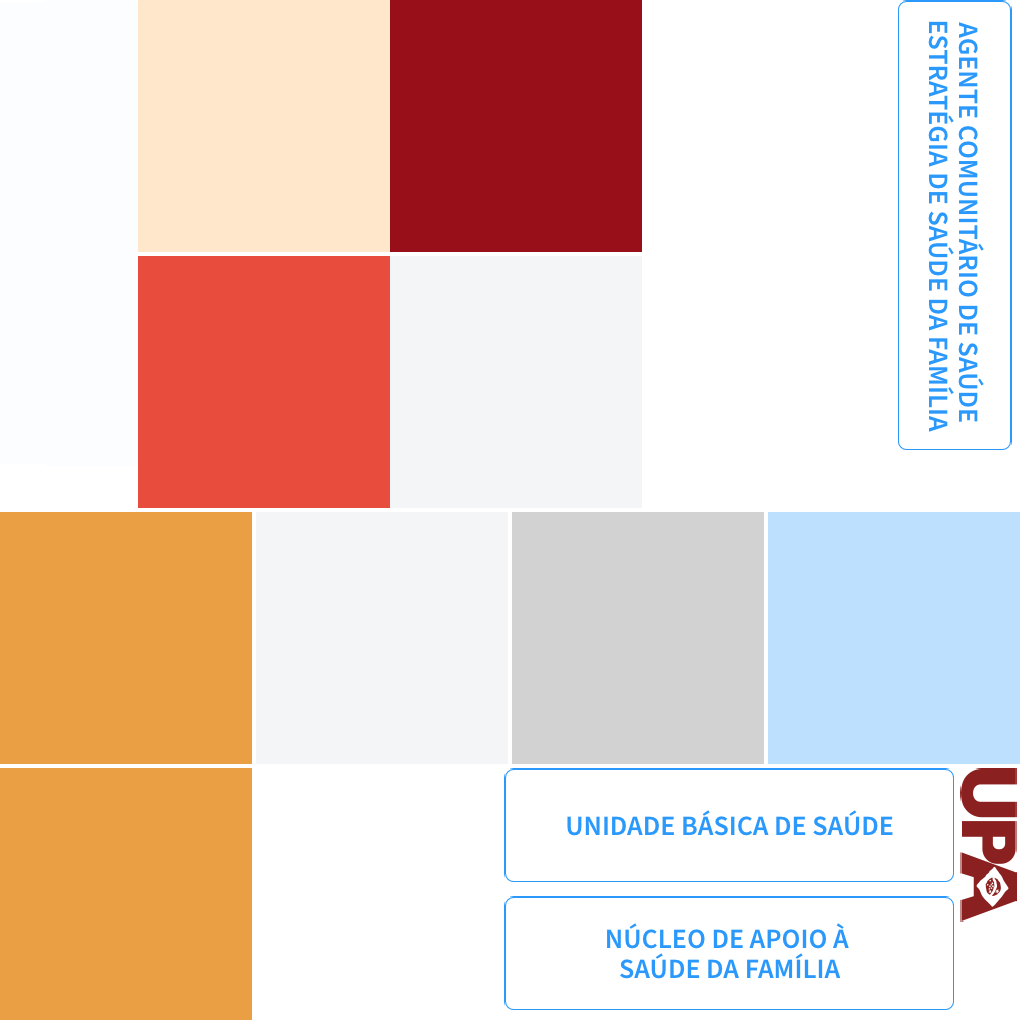 AGENTE COMUNITÁRIO DE SAÚDE
ESTRATÉGIA DE SAÚDE DA FAMÍLIA
UNIDADE BÁSICA DE SAÚDE
UPA
NÚCLEO DE APOIO À
SAÚDE DA FAMÍLIA